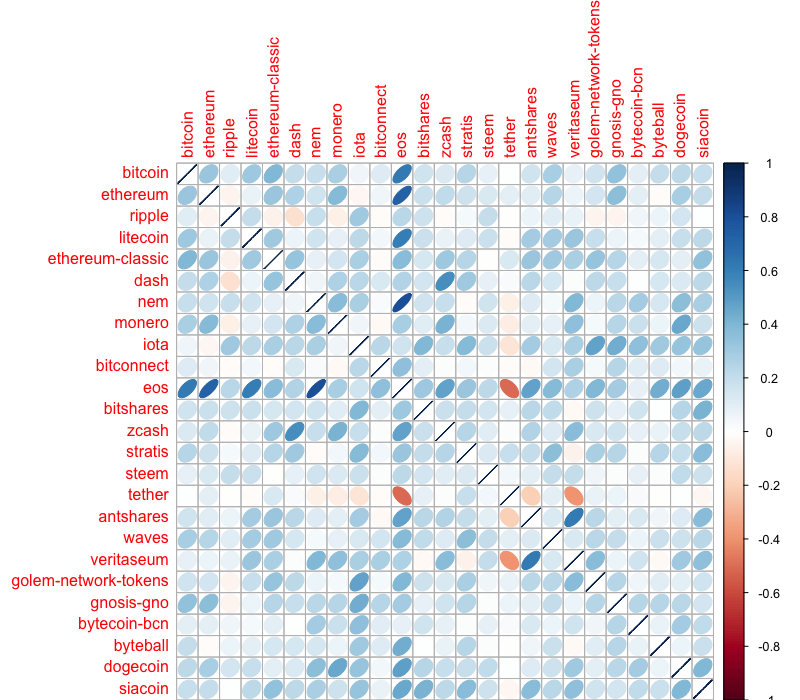 bitcoin
ethereum
ripple
litecoin
ethereum-classic
dash
nem
monero
iota
bitconnect
eos
bitshares
zcash
stratis
steem
tether
antshares
waves
veritaseum
golem-network-tokens
gnosis-gno
bytecoin-bcn
byteball
dogecoin
siacoin
bitcoin
ethereum
ripple
litecoin
ethereum-classic
dash
nem
monero
iota
bitconnect
eos
bitshares
zcash
stratis
steem
tether
antshares
waves
veritaseum
golem-network-tokens
gnosis-gno
bytecoin-bcn
byteball
dogecoin
siacoin
1
0.8
0.6
0.4
0.2
0
-0.2
-0.4
-0.6
-0.8
-1